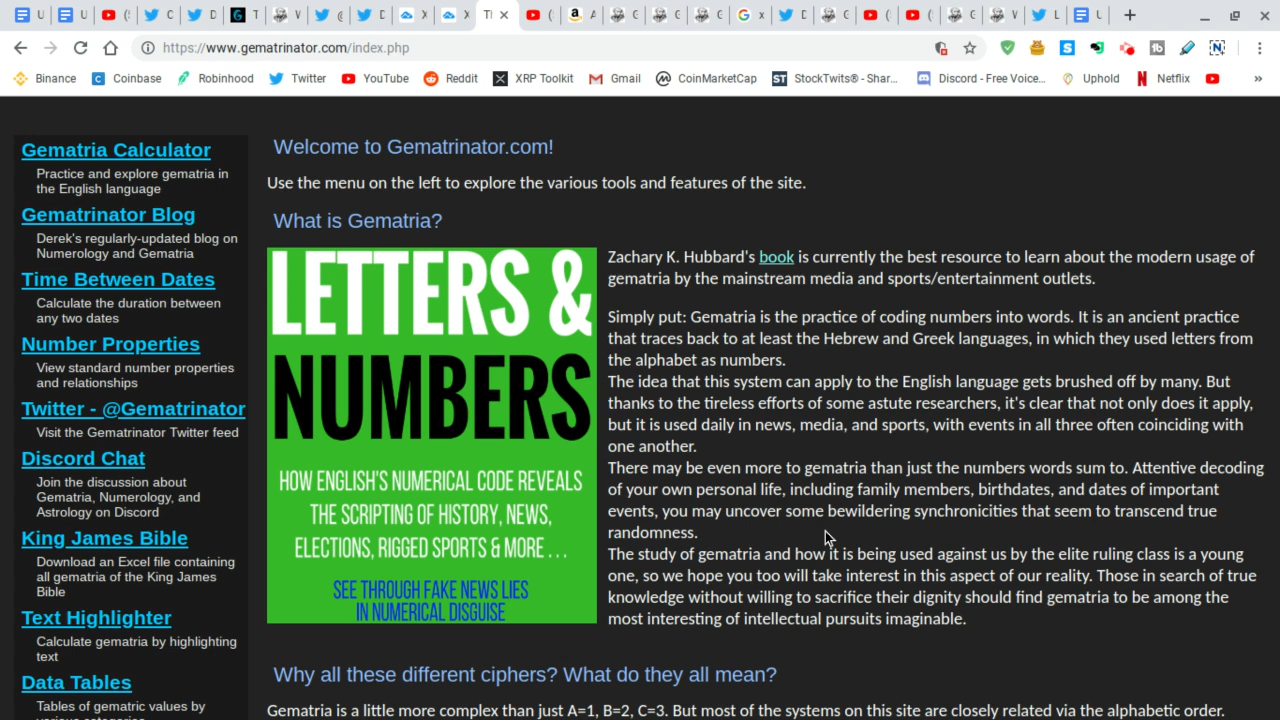 https://www.gematrinator.com/index.php
Binance
Coinbase
Robinhood
Twitter
YouTube
Reddit
XRP Toolkit
Gmail
CoinMarketCap
StockTwits® - Shar...
Discord - Free Voice...
Uphold
Netflix
»
Gematria Calculator
Practice and explore gematria in
the English language
Gematrinator Blog
Derek's regularly-updated blog on
Numerology and Gematria
Time Between Dates
Calculate the duration between
any two dates
Number Properties
View standard number properties
and relationships
Twitter - @Gematrinator
Visit the Gematrinator Twitter feed
Discord Chat
Join the discussion about
Gematria, Numerology, and
Astrology on Discord
King James Bible
Download an Excel file containing
all gematria of the King James
Bible
Text Highlighter
Calculate gematria by highlighting
text
Data Tables
Tables of gematric values by
Welcome to Gematrinator.com!
Use the menu on the left to explore the various tools and features of the site.
What is Gematria?
LETTERS &
NUMBERS
HOW ENGLISH'S NUMERICAL CODE REVEALS
THE SCRIPTING OF HISTORY, NEWS,
ELECTIONS, RIGGED SPORTS & MORE . . .
SEE THROUGH FAKE NEWS LIES
IN NUMERICAL DISGUISE
Zachary K. Hubbard's book is currently the best resource to learn about the modern usage of
gematria by the mainstream media and sports/entertainment outlets.
Simply put: Gematria is the practice of coding numbers into words. It is an ancient practice
that traces back to at least the Hebrew and Greek languages, in which they used letters from
the alphabet as numbers.
The idea that this system can apply to the English language gets brushed off by many. But
thanks to the tireless efforts of some astute researchers, it's clear that not only does it apply,
but it is used daily in news, media, and sports, with events in all three often coinciding with
one another.
There may be even more to gematria than just the numbers words sum to. Attentive decoding
of your own personal life, including family members, birthdates, and dates of important
events, you may uncover some bewildering synchronicities that seem to transcend true
randomness.
The study of gematria and how it is being used against us by the elite ruling class is a young
one, so we hope you too will take interest in this aspect of our reality. Those in search of true
knowledge without willing to sacrifice their dignity should find gematria to be among the
most interesting of intellectual pursuits imaginable.
Why all these different ciphers? What do they all mean?
Gematria is a little more complex than just A=1, B=2, C=3. But most of the systems on this site are closely related via the alphabetic order.